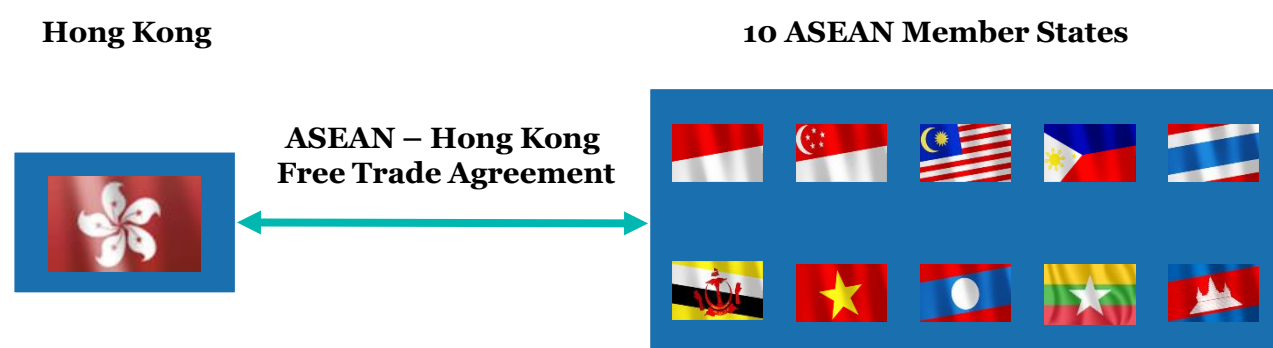 Hong Kong
10 ASEAN Member States
ASEAN – Hong Kong
Free Trade Agreement